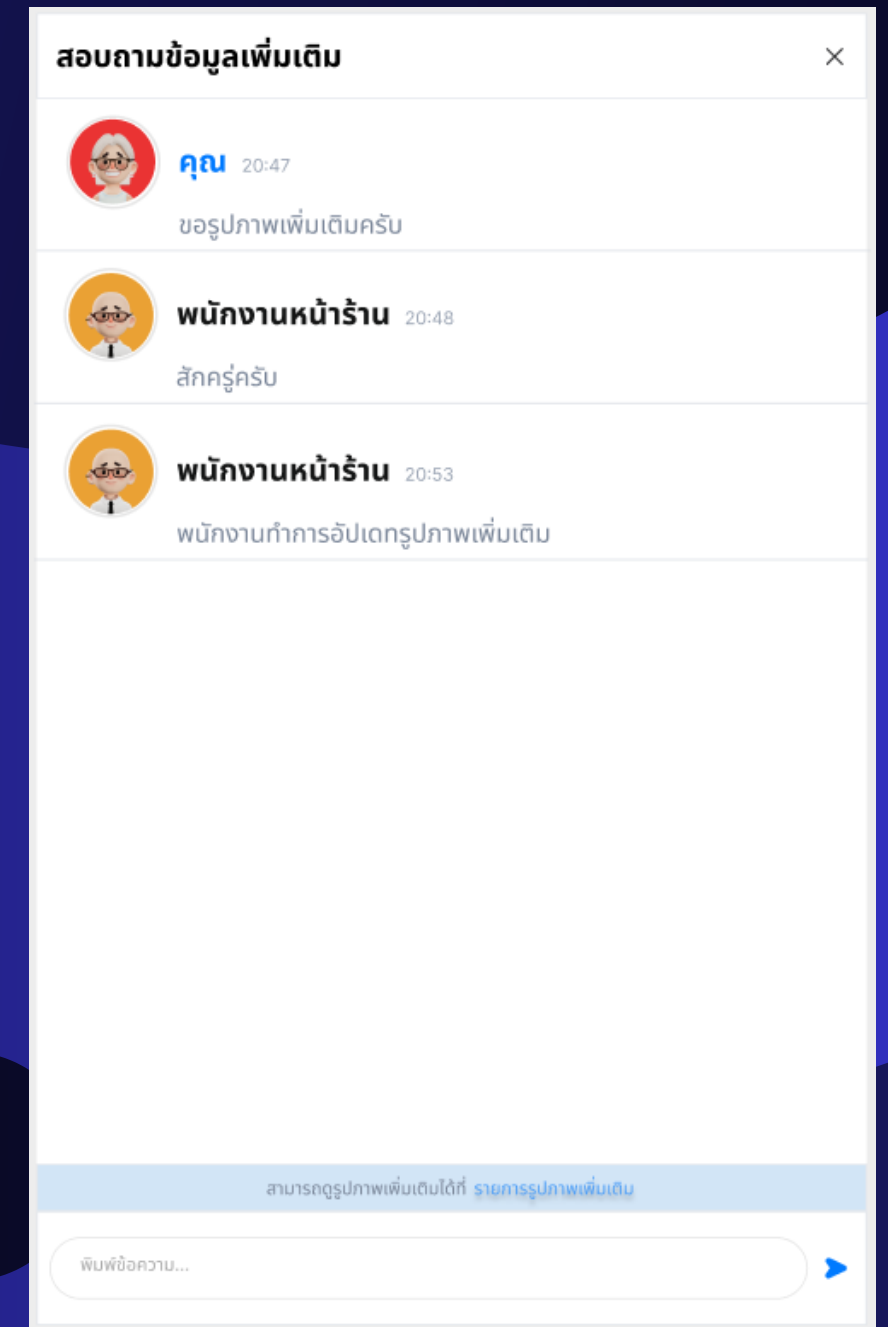 สอบถามข้อมูลเพิ่มเติม
คุณ 20:47
ขอรูปภาพเพิ่มเติมครับ
พนักงานหน้าร้าน 20:48
สักครู่ครับ
พนักงานหน้าร้าน 20:53
พนักงานทำการอัปเดทรูปภาพเพิ่มเติม
สามารถดูรูปภาพเพิ่มเติมได้ที่ รายการรูปภาพเพิ่มเติม
พิมพ์ข้อความ...